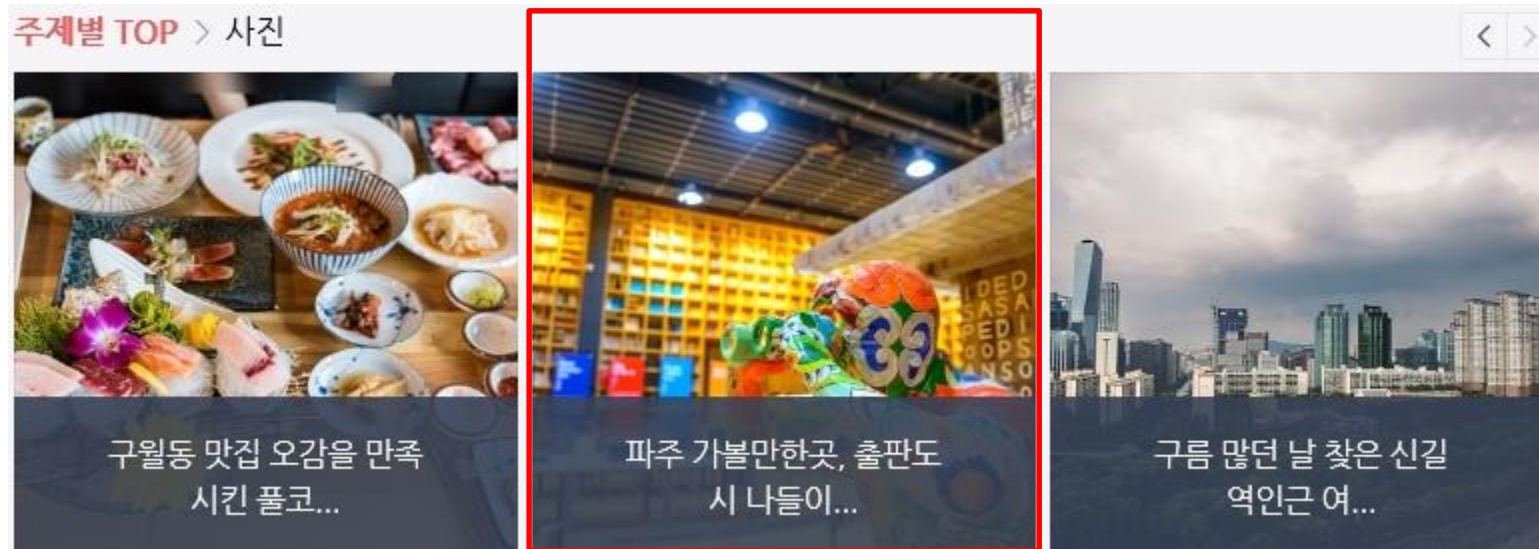 주제별 TOP > 사진
구월동 맛집 오감을 만족
시킨 풀코...
파주 가볼만한곳, 출판도
시 나들이...
구름 많던 날 찾은 신길
역인근 여...